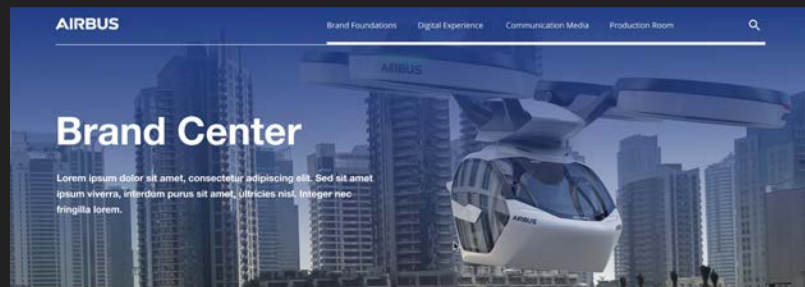 AIRBUS
Brand Foundations Digital Experience Communication Media Production Room
AIRBUS
Brand Center
Lorem ipsum dolor sit amet, consectetur adipiscing elit. Sed sit amet
ipsum viverra, interdum purus sit amet, ultricies nisl. Integer nec
fringilla lorem.
AIRBUS